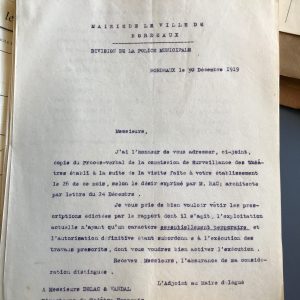 MAIRIE DE LE VILLE DE
BORDEAUX
DIVISION DE LA POLICE MUNICIPALE
BORDEAUX le 30 Décembre 1919
Messieurs,
J'ai l'honneur de vous adresser, ci-joint,
copie du Procès-verbal de la commission de Surveillance des théâ-
tres établi à la suite de la visite faite à votre établissement
le 26 de ce mois, selon le désir exprimé par M. RAC; architecte
par lettre du 24 Décembre.
Je vous prie de bien vouloir vêtir les pres-
criptions édictées par le rapport dont il s'agit, l'exploitation
actuelle n'ayant qu'un caractère essentiellement temporaire et
l'autorisation définitive étant subordonnée à l'exécution des
travaux prescrits, dont vous voudrez bien activer l'exécution.
Recevez Messieurs, l'assurance de ma considé-
ration distinguée.
L'Adjoint au Maire délégué
A Messieurs DELAC & VANDAL